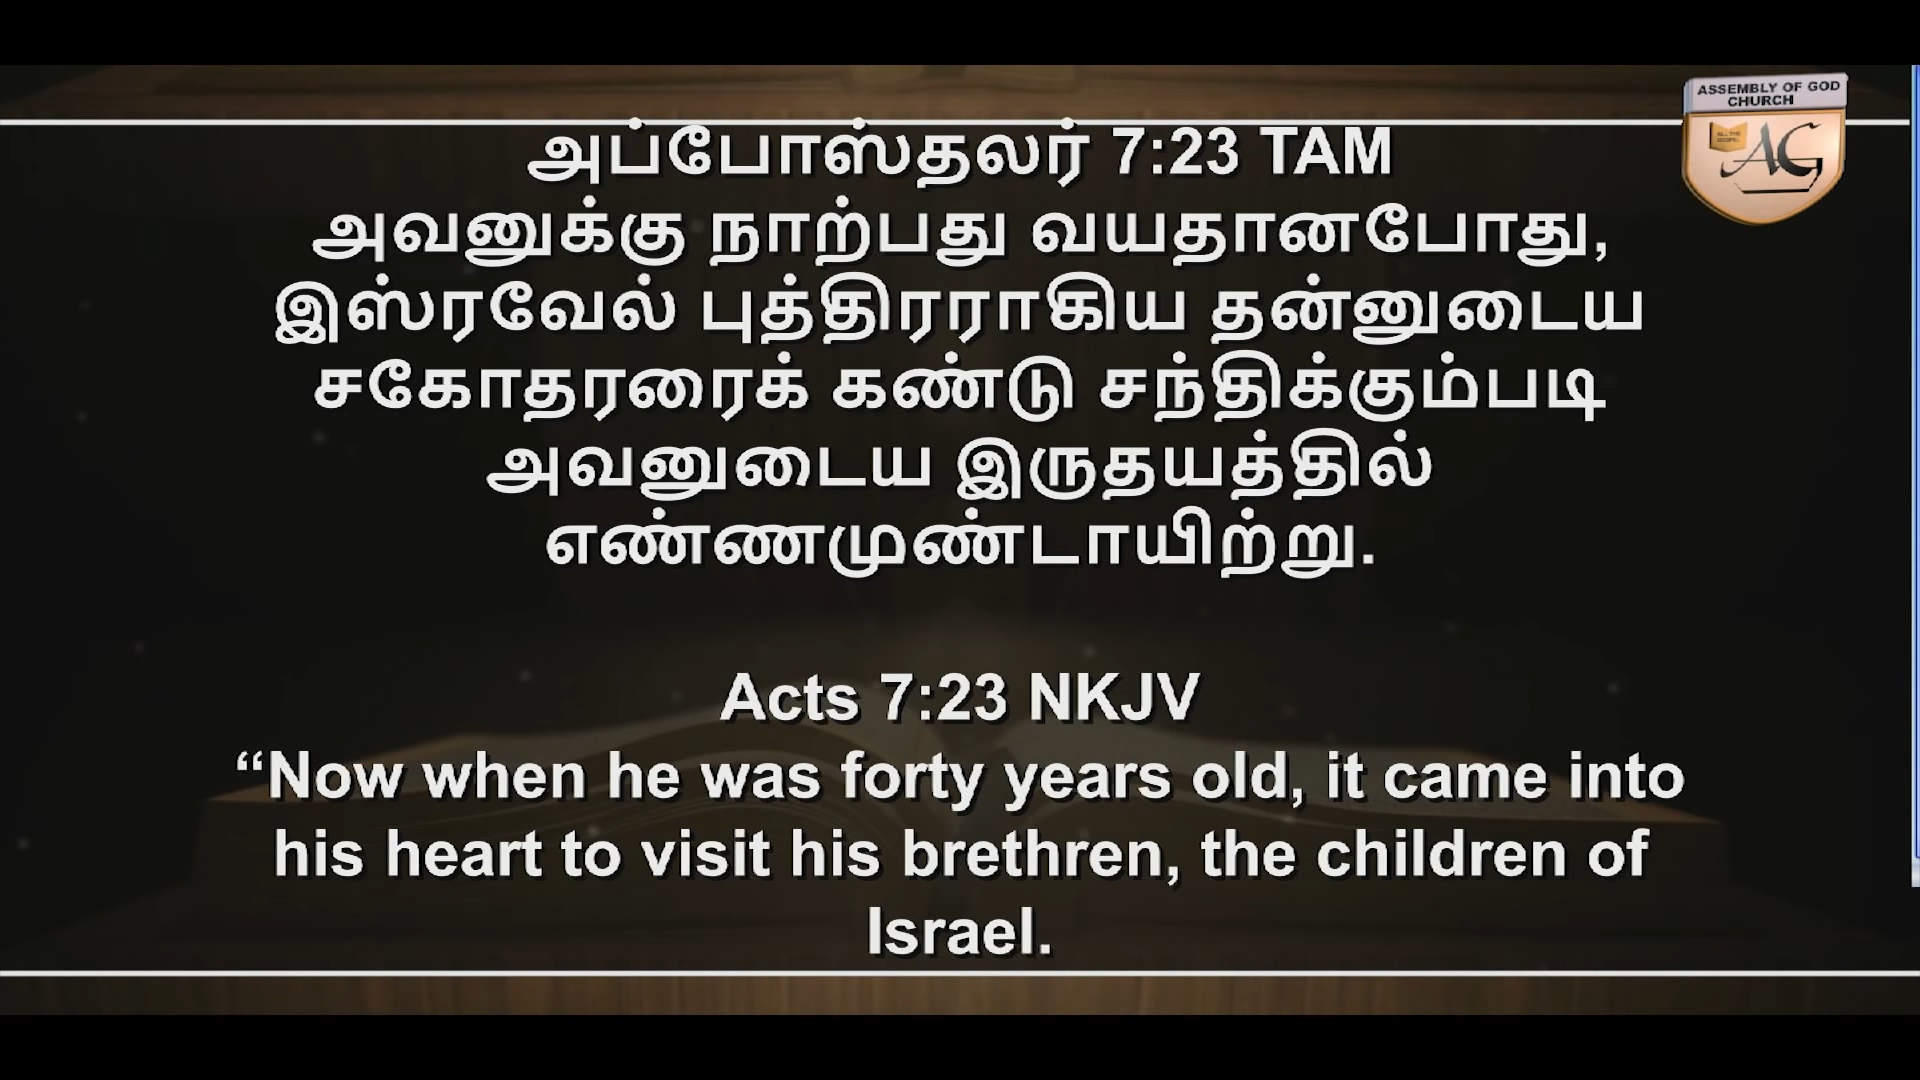 ASSEMBLY OF GOD
CHURCH
AG
அப்போஸ்தலர் 7:23 TAM
அவனுக்கு நாற்பது வயதானபோது,
இஸ்ரவேல் புத்திரராகிய தன்னுடைய
சகோதரரைக் கண்டு சந்திக்கும்படி
அவனுடைய இருதயத்தில்
எண்ணமுண்டாயிற்று.
Acts 7:23 NKJV
“Now when he was forty years old, it came into
his heart to visit his brethren, the children of
Israel.